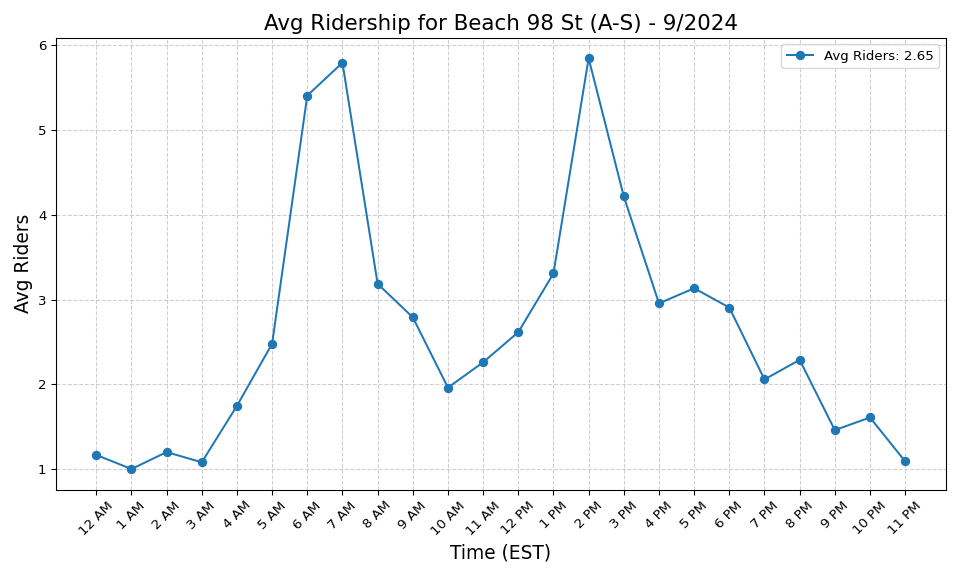 Avg Ridership for Beach 98 St (A-S) - 9/2024
Avg Riders: 2.65
Avg Riders
6
5
4
3
2
1
12 AM
1 AM
2 AM
3 AM
4 AM
5 AM
6 AM
7 AM
8 AM
9 AM
10 AM
11 AM
12 PM
1 PM
2 PM
3 PM
4 PM
5 PM
6 PM
7 PM
8 PM
9 PM
10 PM
11 PM
Time (EST)